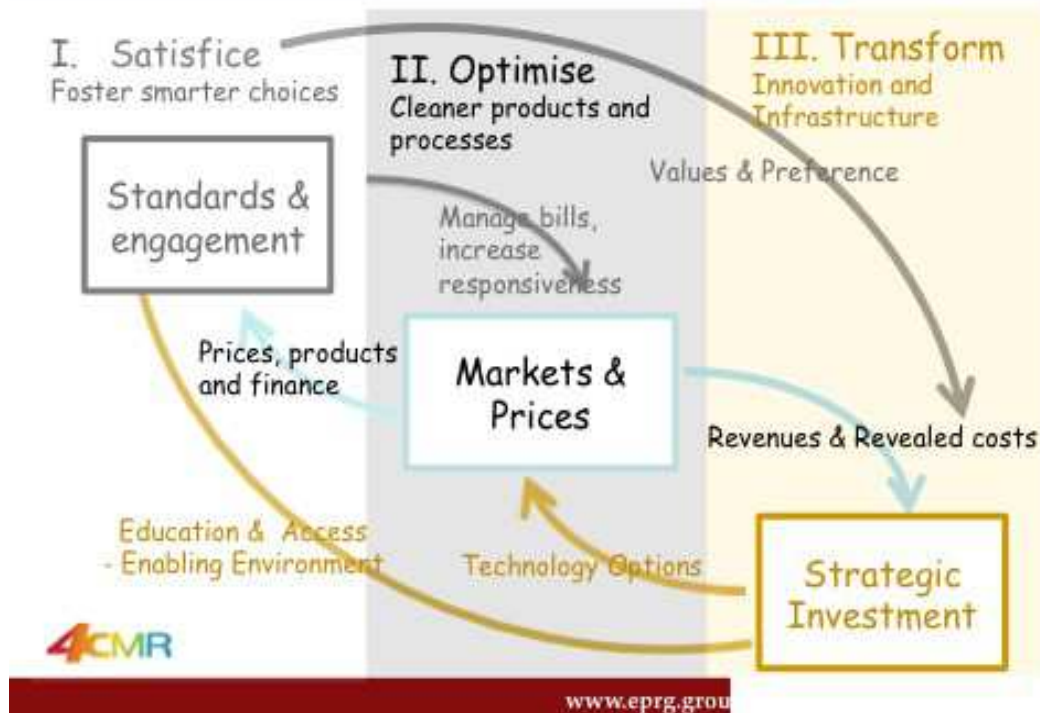 I. Satisfice
Foster smarter choices
II. Optimise
Cleaner products and
processes
III. Transform
Innovation and
Infrastructure
Standards &
engagement
Values & Preference
Manage bills,
increase
responsiveness
Prices, products
and finance
Markets &
Prices
Revenues & Revealed costs
Education & Access
- Enabling Environment
Technology Options
Strategic
Investment
4CMR
www.eprg.grou